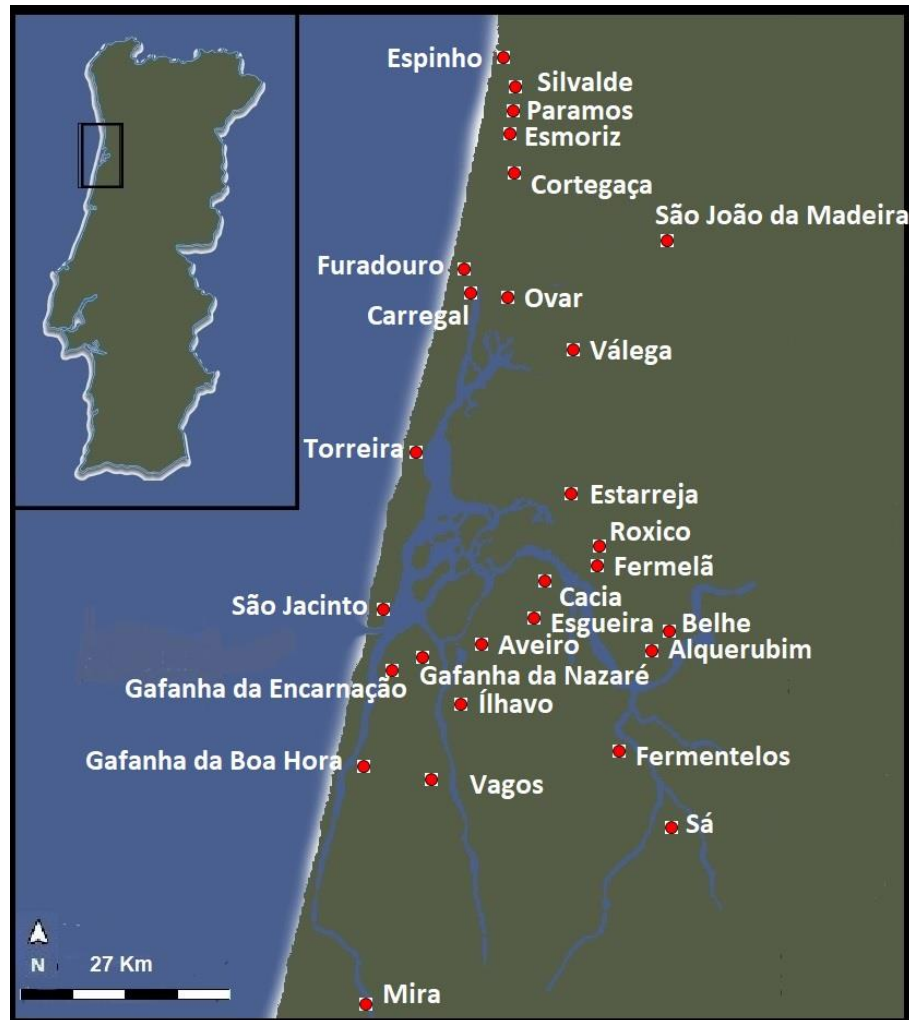 Espinho
Silvalde
Paramos
Esmoriz
Cortegaça
São João da Madeira
Furadouro
Carregal
Ovar
Válega
Torreira
Estarreja
Roxico
Fermelã
Cacia
São Jacinto
Esgueira
Belhe
Aveiro
Alquerubim
Gafanha da Nazaré
Gafanha da Encarnação
Ílhavo
Fermentelos
Gafanha da Boa Hora
Vagos
Sá
N
27 Km
Mira